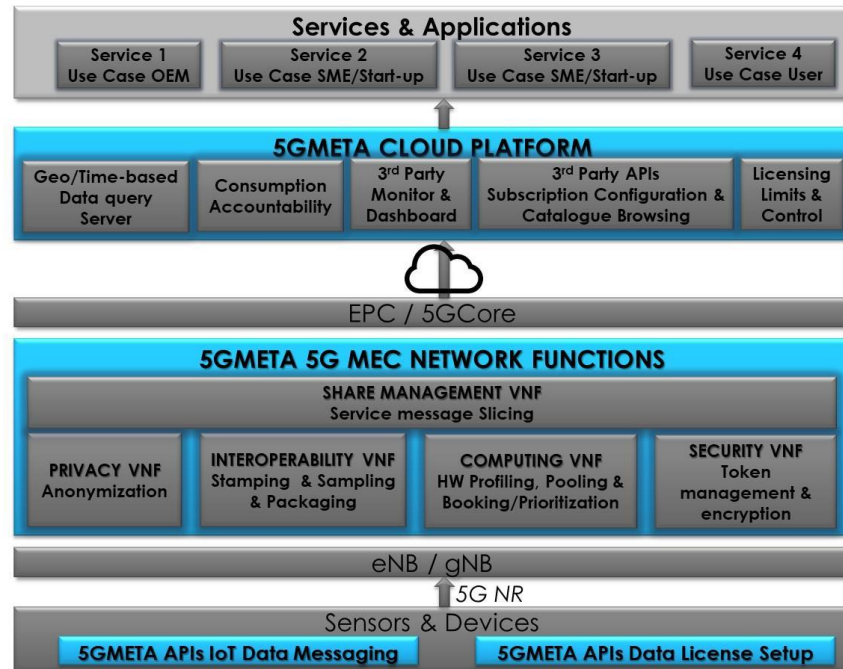 Services & Applications
Service 1
Use Case OEM
Service 2
Use Case SME/Start-up
Service 3
Use Case SME/Start-up
Service 4
Use Case User
5GMETA CLOUD PLATFORM
Geo/Time-based
Data query
Server
Consumption
Accountability
3rd Party
Monitor &
Dashboard
3rd Party APIs
Subscription Configuration &
Catalogue Browsing
Licensing
Limits &
Control
EPC / 5GCore
5GMETA 5G MEC NETWORK FUNCTIONS
SHARE MANAGEMENT VNF
Service message Slicing
PRIVACY VNF
Anonymization
INTEROPERABILITY VNF
Stamping & Sampling
& Packaging
COMPUTING VNF
HW Profiling, Pooling &
Booking/Prioritization
SECURITY VNF
Token
management &
encryption
eNB / gNB
5G NR
Sensors & Devices
5GMETA APIs IoT Data Messaging
5GMETA APIs Data License Setup